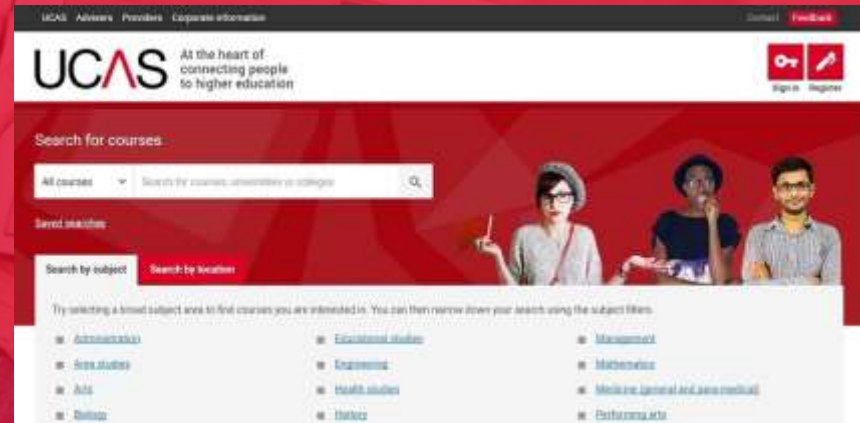 UCAS Advisers Providers Corporate information
Contact Feedback
UCAS
At the heart of
connecting people
to higher education
Sign in Register
Search for courses
All courses Search for courses, universities or colleges
Saved searches
Search by subject Search by location
Try selecting a broad subject area to find courses you are interested in. You can then narrow down your search using the subject filters.
Administration Educational studies Management
Area studies Engineering Mathematics
Arts Health studies Medicine (general and para-medical)
Biology History Performing arts